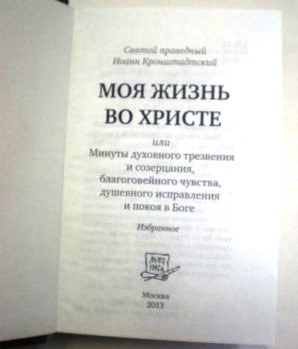 Святой праведный
Иоанн Кронштадтский
МОЯ ЖИЗНЬ
ВО ХРИСТЕ
или
Минуты духовного трезвения
и созерцания,
благоговейного чувства,
душевного исправления
и покоя в Боге
Избранное
Москва
2013